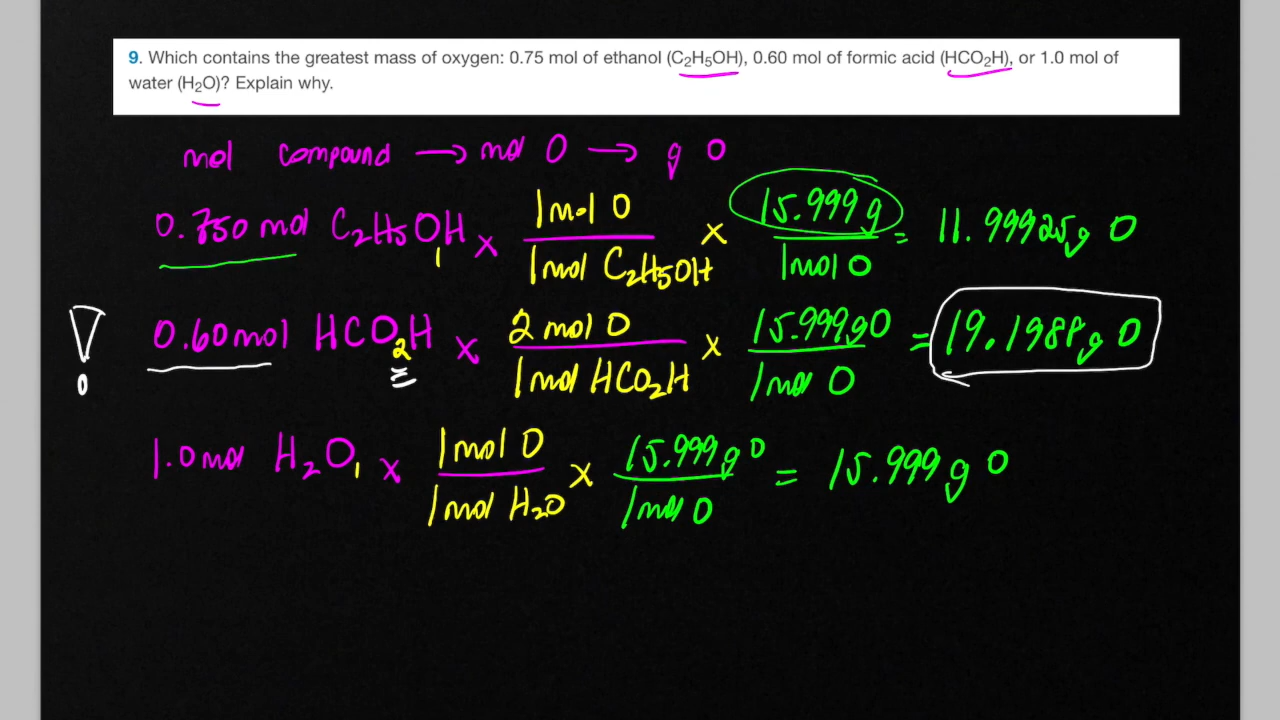 9. Which contains the greatest mass of oxygen: 0.75 mol of ethanol (C2H5OH), 0.60 mol of formic acid (HCO2H), or 1.0 mol of
water (H2O)? Explain why.
mol compound → mol O → g O
0.750 mol C2H5OH1 x 1 mol O / 1 mol C2H5OH x 15.999 g / 1 mol O = 11.99925 g O
! 0.60 mol HCO2H x 2 mol O / 1 mol HCO2H x 15.999 g O / 1 mol O = 19.1988 g O
1.0 mol H2O1 x 1 mol O / 1 mol H2O x 15.999 g O / 1 mol O = 15.999 g O